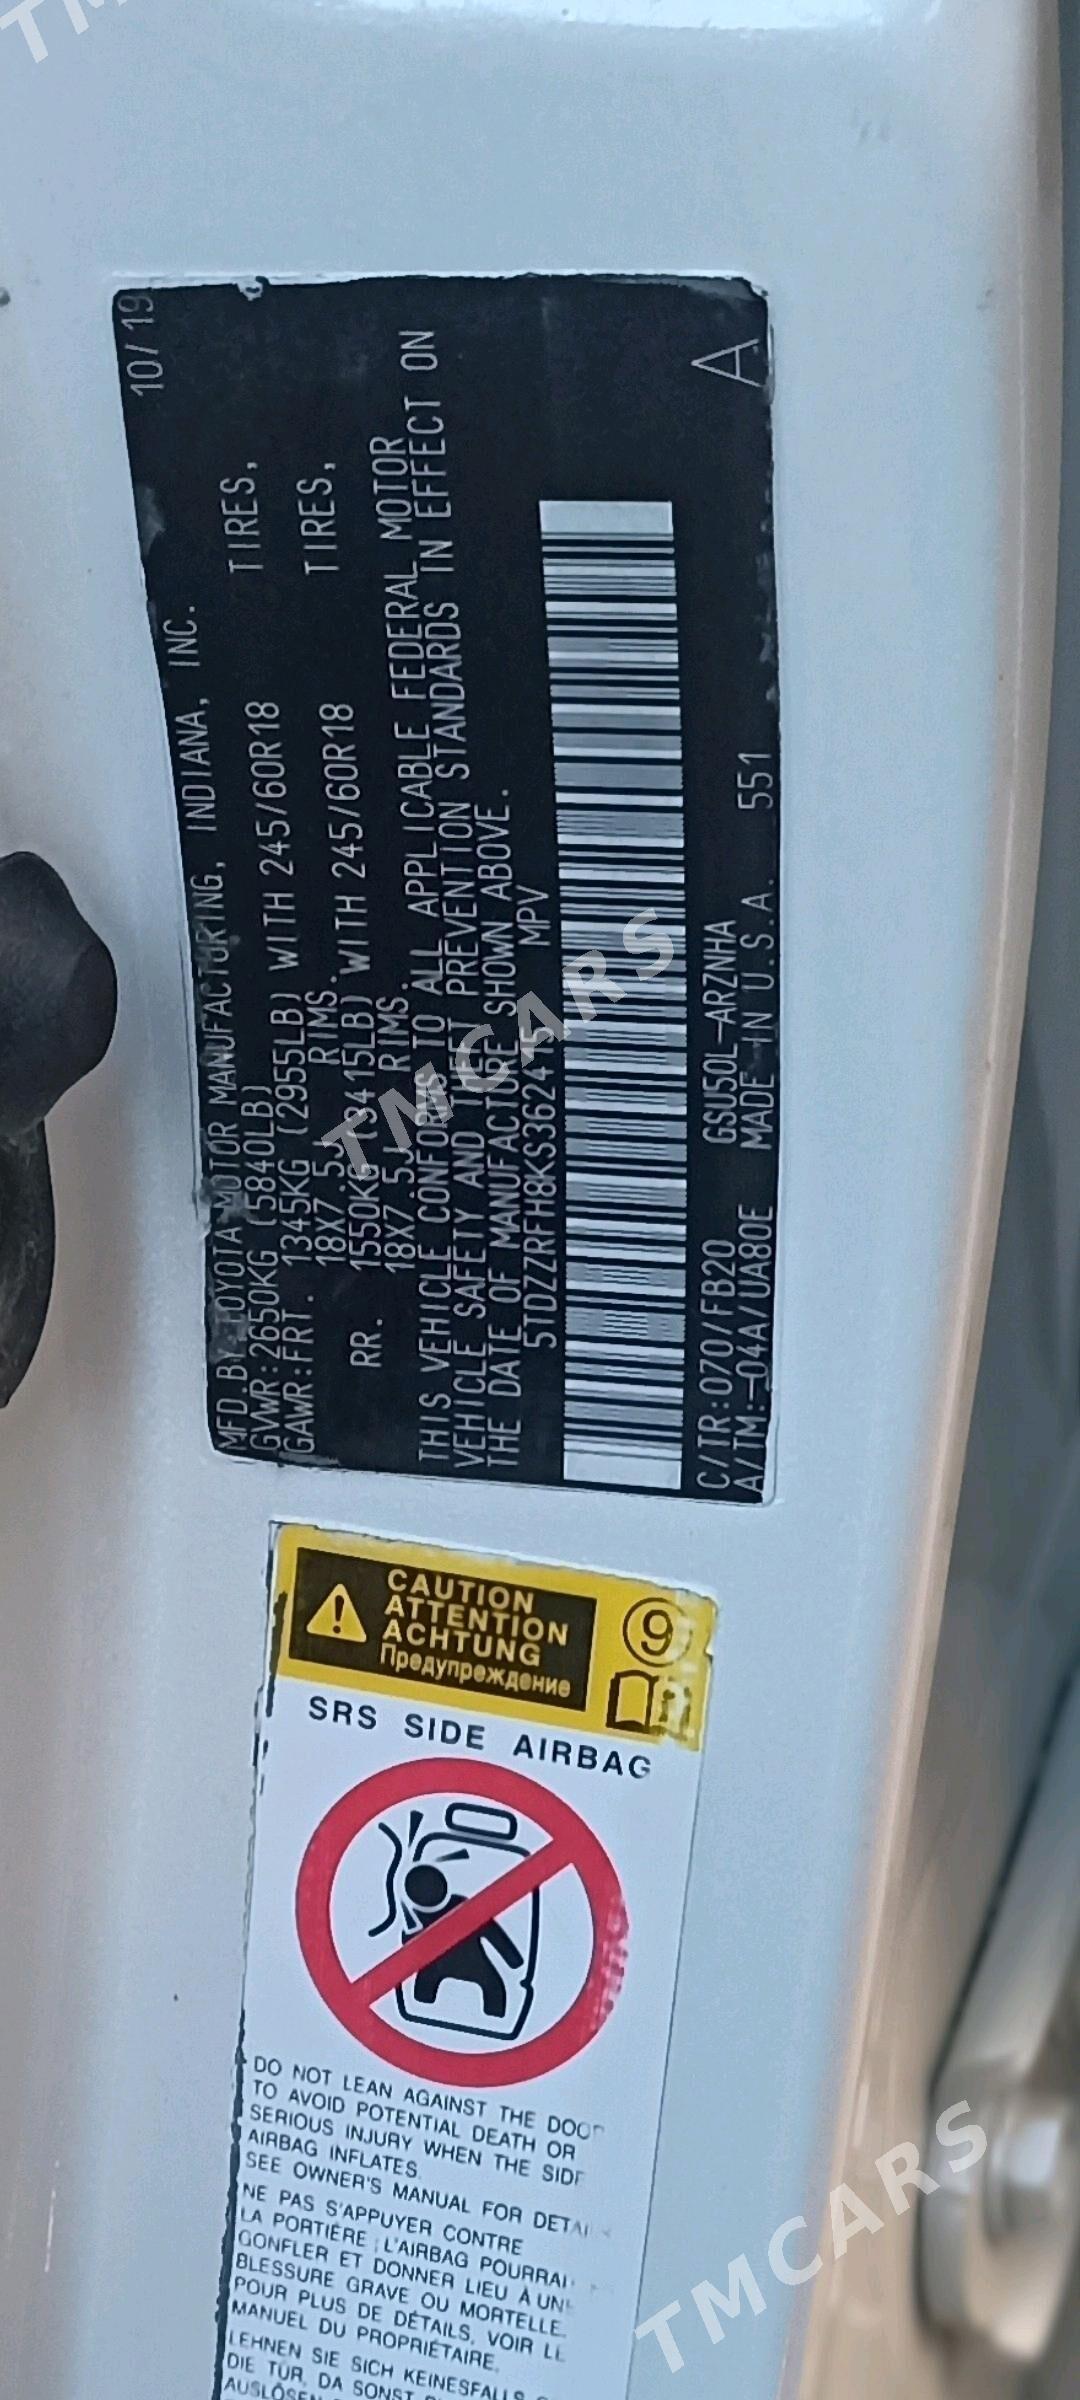 10/19
MFD.BY:TOYOTA MOTOR MANUFACTURING, INDIANA, INC.
GVWR:2650KG (5840LB)
GAWR:FRT. 1345KG (2955LB) WITH 245/60R18 TIRES,
18X7.5J RIMS.
RR. 1550KG (3415LB) WITH 245/60R18 TIRES,
18X7.5J RIMS.
THIS VEHICLE CONFORMS TO ALL APPLICABLE FEDERAL MOTOR
VEHICLE SAFETY AND THEFT PREVENTION STANDARDS IN EFFECT ON
THE DATE OF MANUFACTURE SHOWN ABOVE.
5TDZZRFH8KS362415 MPV
C/TR:070/FB20 GSU50L-ARZNHA
A/TM:-04A/UA80E MADE IN U.S.A. 551
A
CAUTION
ATTENTION
ACHTUNG
Предупреждение
9
SRS SIDE AIRBAG
DO NOT LEAN AGAINST THE
TO AVOID POTENTIAL DEATH OR
SERIOUS INJURY WHEN THE
AIRBAG INFLATES.
SEE OWNER'S MANUAL FOR
NE PAS S'APPUYER CONTRE
LA PORTIÈRE ; L'AIRBAG
GONFLER ET DONNER LIEU À
BLESSURE GRAVE OU MORTELLE.
POUR PLUS DE DÉTAILS, VOIR LE
MANUEL DU PROPRIÉTAIRE.
LEHNEN SIE SICH KEINESFALLS
DIE TÜR, DA SONST
TMCARS
TMCARS